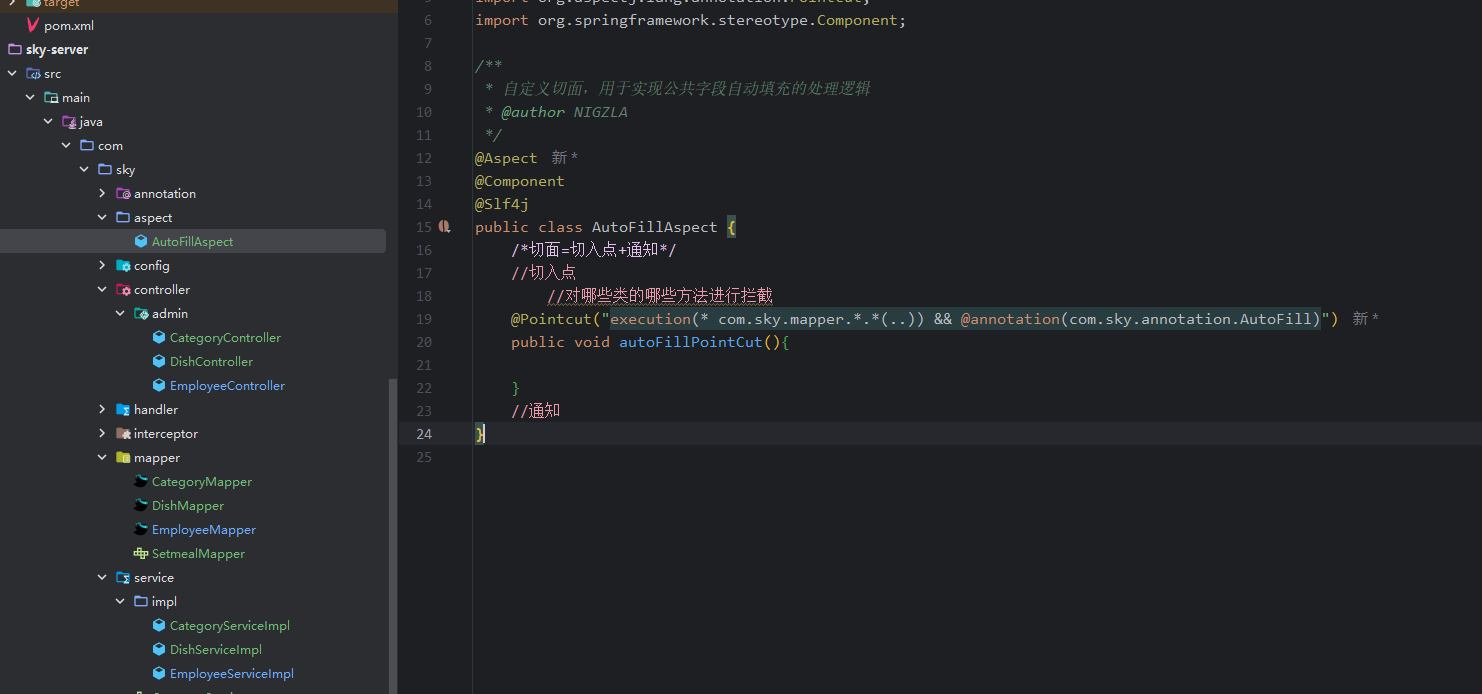 target
pom.xml
sky-server
src
main
java
com
sky
annotation
aspect
AutoFillAspect
config
controller
admin
CategoryController
DishController
EmployeeController
handler
interceptor
mapper
CategoryMapper
DishMapper
EmployeeMapper
SetmealMapper
service
impl
CategoryServiceImpl
DishServiceImpl
EmployeeServiceImpl
6 import org.springframework.stereotype.Component;
7
8 /**
9 * 自定义切面，用于实现公共字段自动填充的处理逻辑
10 * @author NIGZLA
11 */
12 @Aspect 新 *
13 @Component
14 @Slf4j
15 public class AutoFillAspect {
16 /*切面=切入点+通知*/
17 //切入点
18 //对哪些类的哪些方法进行拦截
19 @Pointcut("execution(* com.sky.mapper.*.*(..)) && @annotation(com.sky.annotation.AutoFill)") 新 *
20 public void autoFillPointCut(){
21
22 }
23 //通知
24 }
25